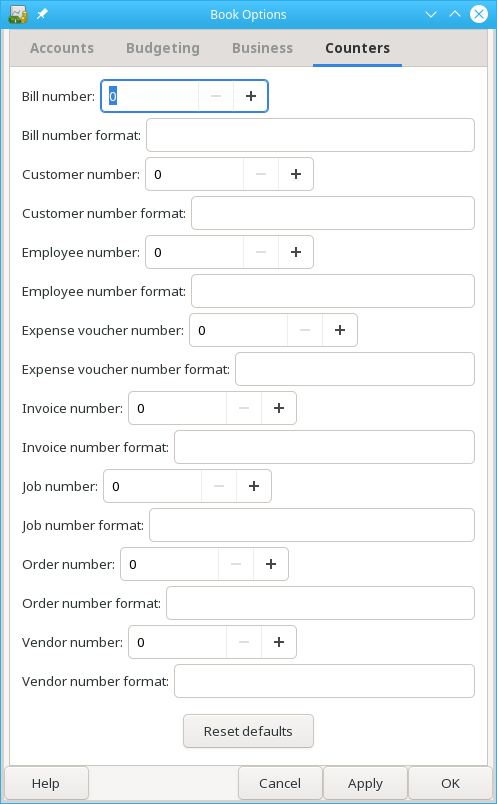 Book Options
Accounts Budgeting Business Counters
Bill number: 0
Bill number format:
Customer number: 0
Customer number format:
Employee number: 0
Employee number format:
Expense voucher number: 0
Expense voucher number format:
Invoice number: 0
Invoice number format:
Job number: 0
Job number format:
Order number: 0
Order number format:
Vendor number: 0
Vendor number format:
Reset defaults
Help Cancel Apply OK